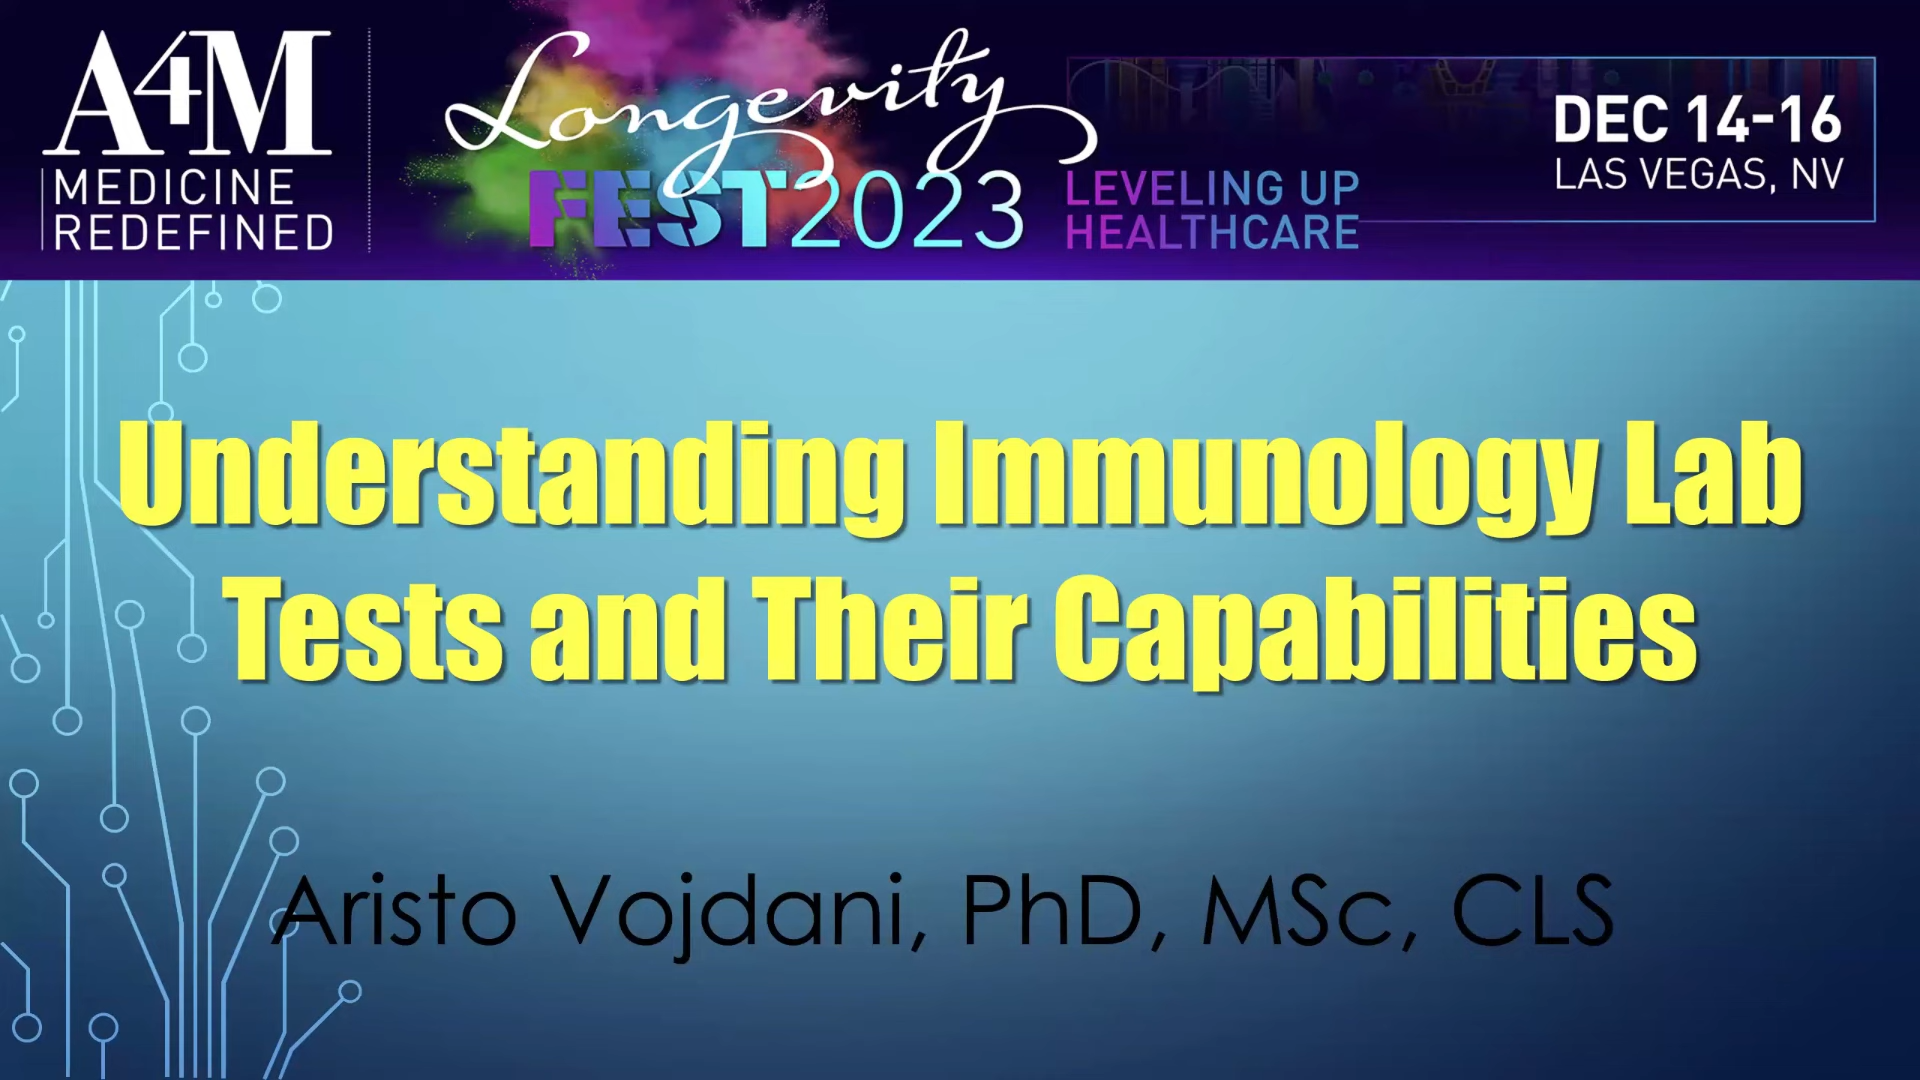 A4M
MEDICINE
REDEFINED
Longevity
FEST2023
LEVELING UP
HEALTHCARE
DEC 14-16
LAS VEGAS, NV
Understanding Immunology Lab
Tests and Their Capabilities
Aristo Vojdani, PhD, MSc, CLS